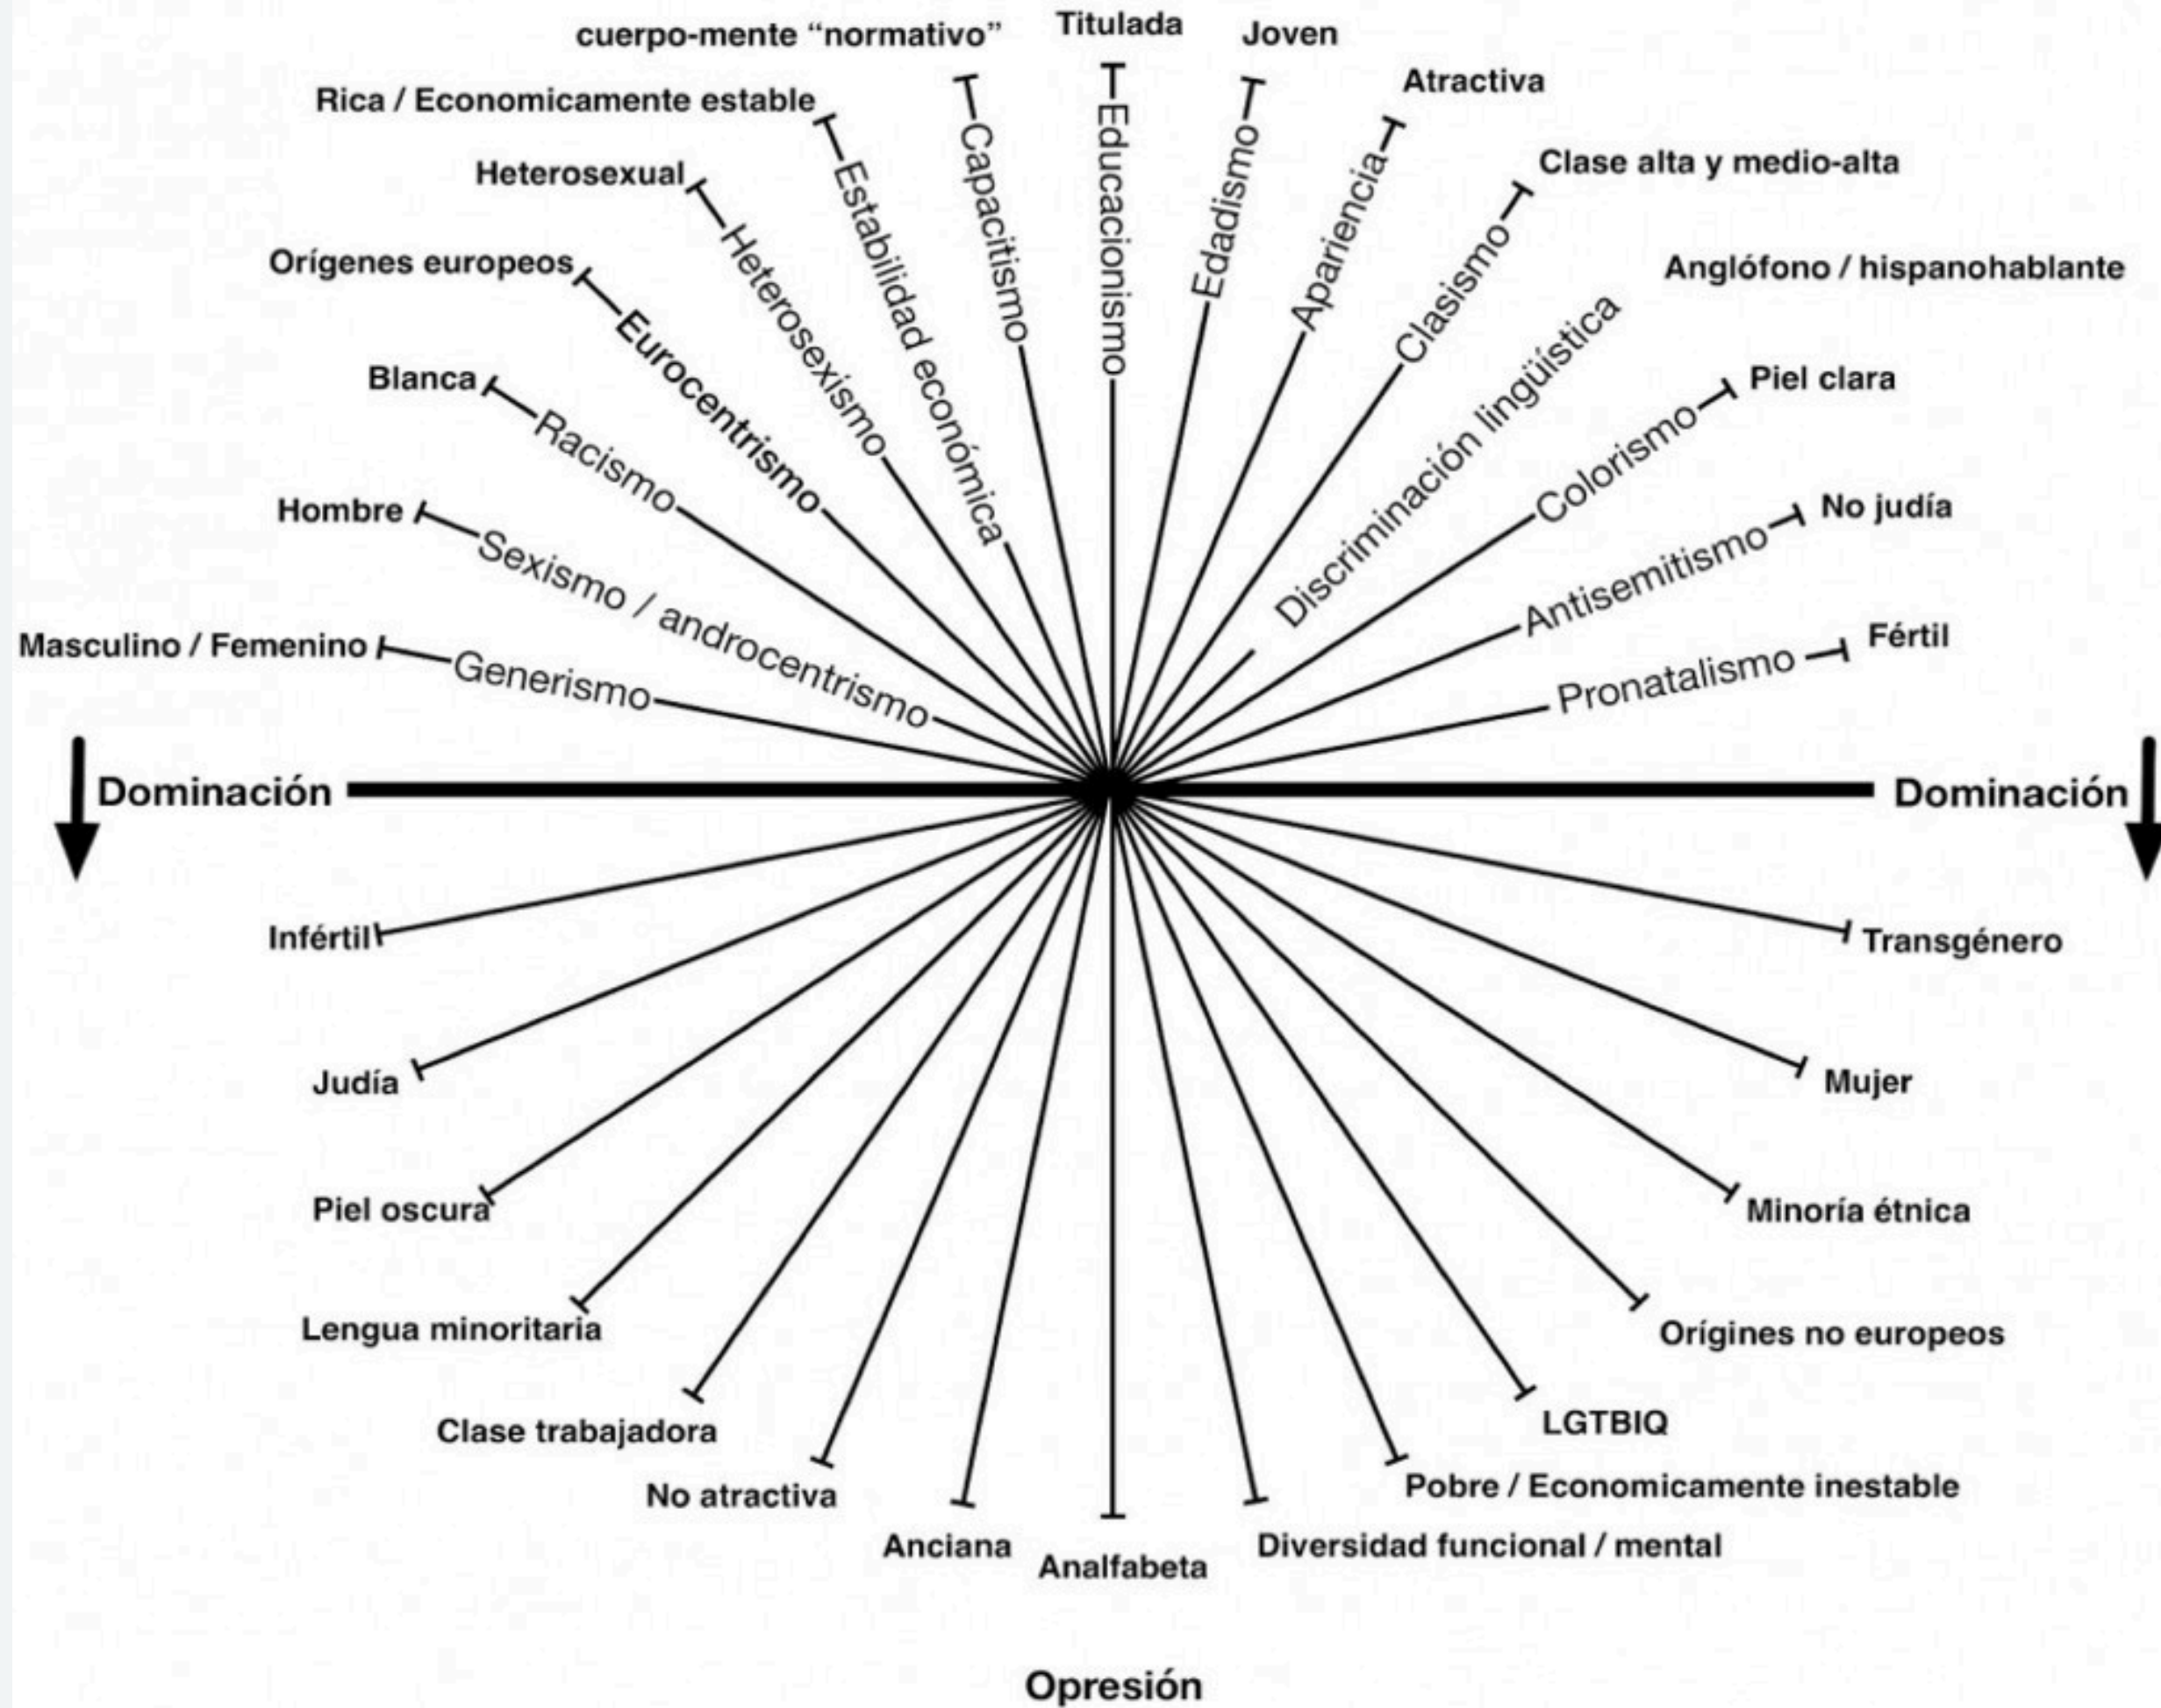 Titulada
cuerpo-mente “normativo”
Joven
Atractiva
Rica / Economicamente estable
Clase alta y medio-alta
Heterosexual
Orígenes europeos
Anglófono / hispanohablante
Blanca
Piel clara
Hombre
No judía
Masculino / Femenino
Fértil
Generismo
Sexismo / androcentrismo
Racismo
Eurocentrismo
Heterosexismo
Estabilidad económica
Capacitismo
Educacionismo
Edadismo
Apariencia
Clasismo
Discriminación lingüística
Colorismo
Antisemitismo
Pronatalismo
Dominación
Dominación
Infértil
Transgénero
Judía
Mujer
Piel oscura
Minoría étnica
Lengua minoritaria
Orígines no europeos
Clase trabajadora
LGTBIQ
No atractiva
Pobre / Economicamente inestable
Anciana
Diversidad funcional / mental
Analfabeta
Opresión